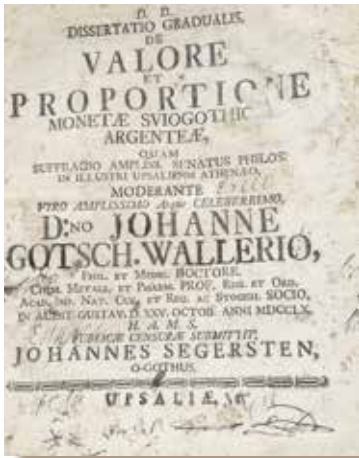 D. D.
DISSERTATIO GRADUALIS,
DE
VALORE
ET
PROPORTIONE
MONETÆ SVIOGOTHICÆ
ARGENTEÆ,
QUAM
SUFFRAGIO AMPLISS. SENATUS PHILOS.
IN ILLUSTRI UPSALIENSI ATHENÆO,
MODERANTE
VIRO AMPLISSIMO Atque CELEBERRIMO,
D:NO JOHANNE
GOTSCH. WALLERIO,
PHIL. ET MEDIC. DOCTORE,
CHEM. METALL. ET PHARM. PROF. REG. ET ORD.
ACAD. IMP. NAT. CUR. ET REG. AC STOCKH. SOCIO,
IN AUDIT. GUSTAV. D. XXV. OCTOB. ANNI MDCCLX.
H. A. M. S.
PUBLICÆ CENSURÆ SUBMITTIT,
JOHANNES SEGERSTEN,
O-GOTHUS.
UPSALIÆ,